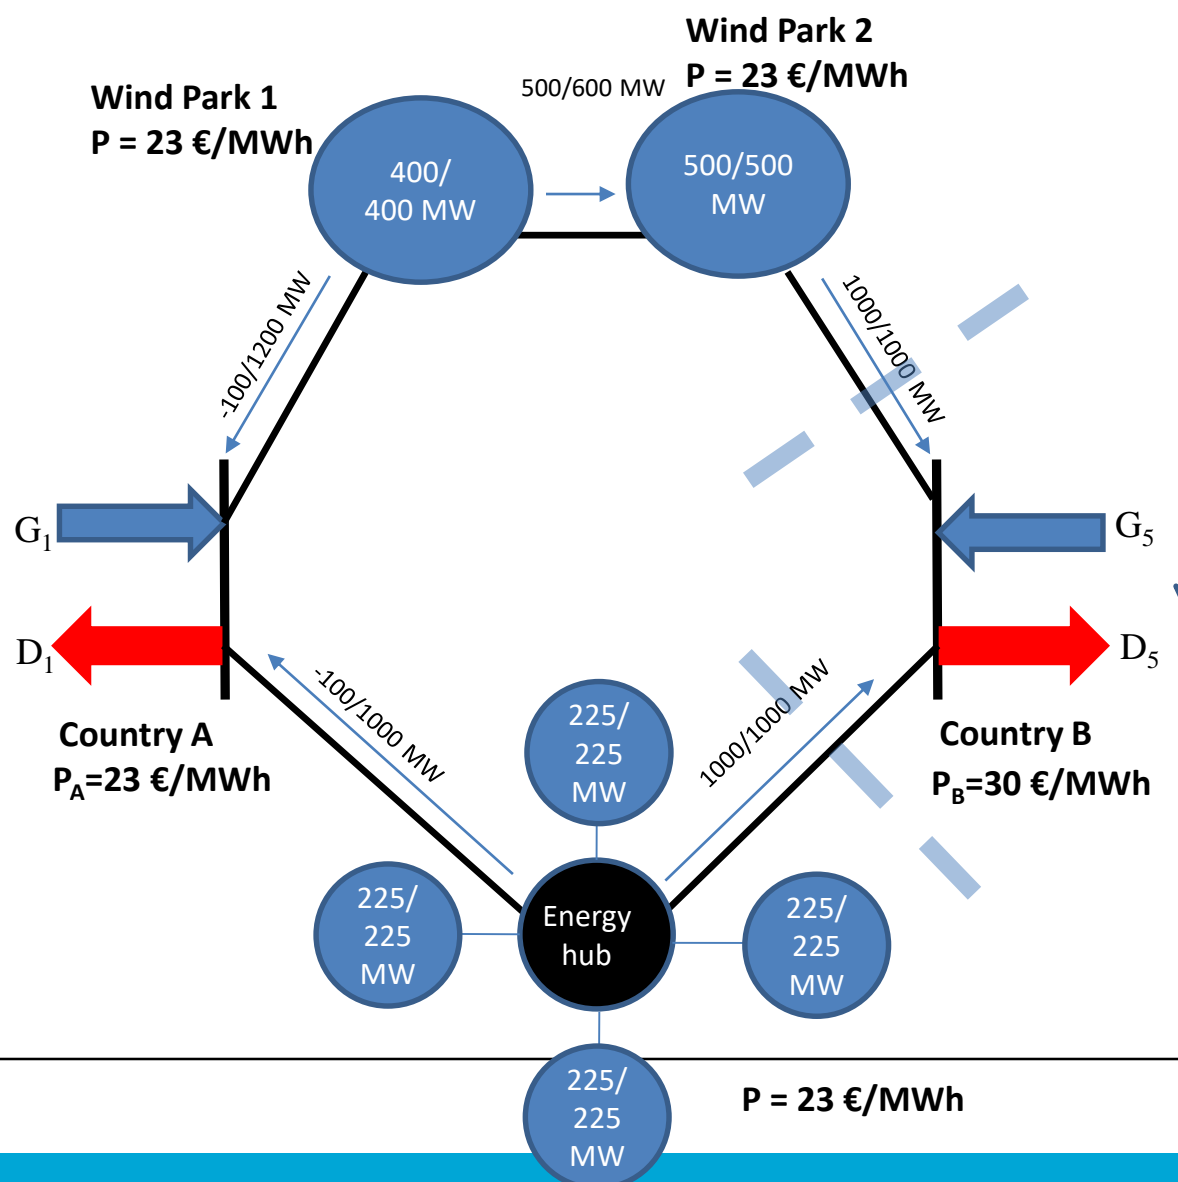 Wind Park 2
P = 23 €/MWh
500/600 MW
Wind Park 1
P = 23 €/MWh
400/
400 MW
500/500
MW
-100/1200 MW
1000/1000 MW
G1
G5
D1
D5
-100/1000 MW
1000/1000 MW
Country A
PA=23 €/MWh
Country B
PB=30 €/MWh
225/
225
MW
225/
225
MW
Energy
hub
225/
225
MW
225/
225
MW
P = 23 €/MWh